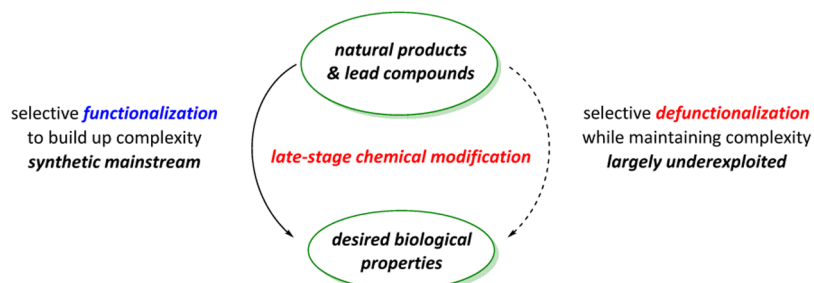 natural products
& lead compounds
selective functionalization
to build up complexity
synthetic mainstream
late-stage chemical modification
selective defunctionalization
while maintaining complexity
largely underexploited
desired biological
properties